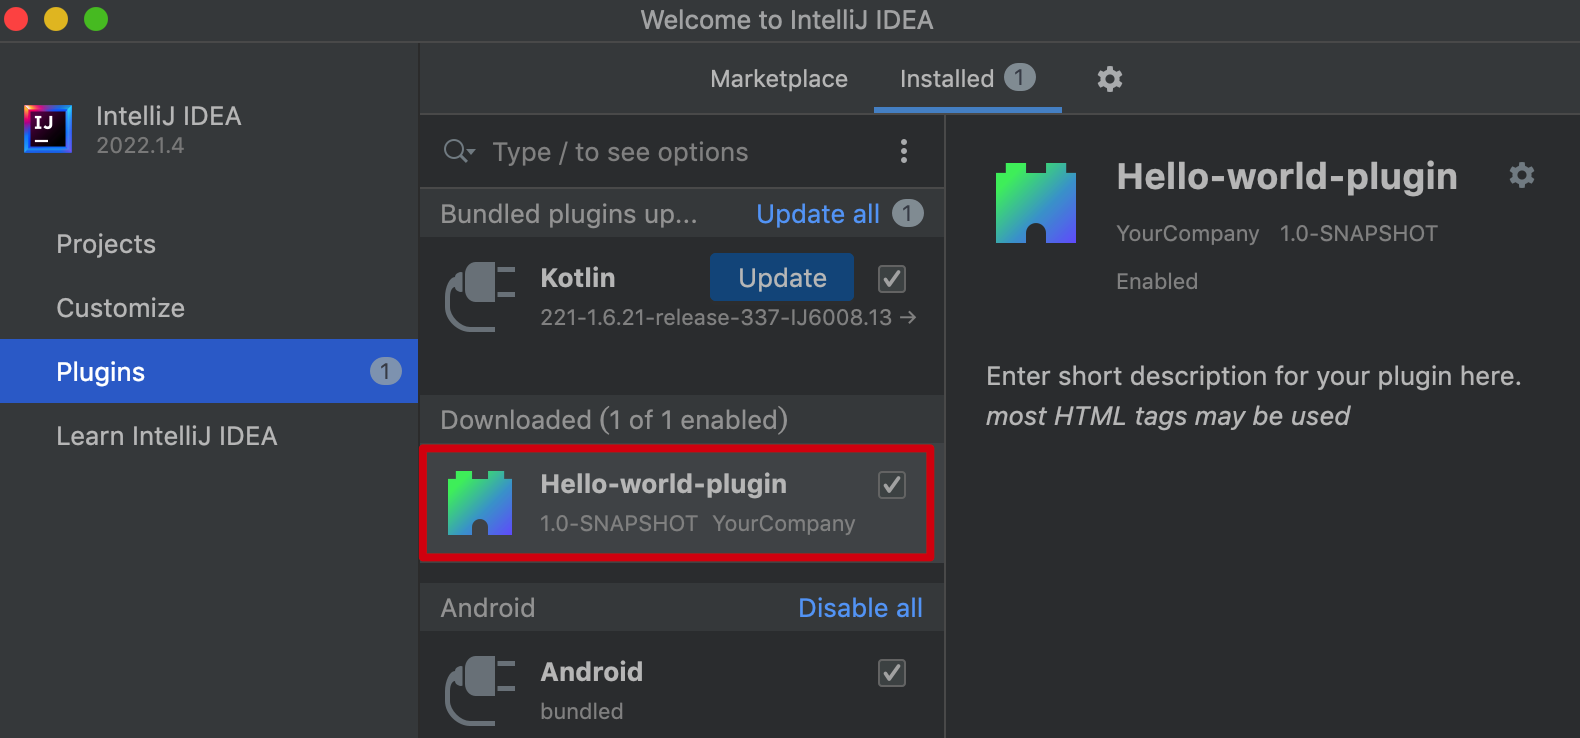 Welcome to IntelliJ IDEA
IJ
IntelliJ IDEA
2022.1.4
Projects
Customize
Plugins 1
Learn IntelliJ IDEA
Marketplace Installed 1
Type / to see options
Bundled plugins up... Update all 1
Kotlin Update
221-1.6.21-release-337-IJ6008.13 →
Downloaded (1 of 1 enabled)
Hello-world-plugin
1.0-SNAPSHOT YourCompany
Android Disable all
Android
bundled
Hello-world-plugin
YourCompany 1.0-SNAPSHOT
Enabled
Enter short description for your plugin here.
most HTML tags may be used